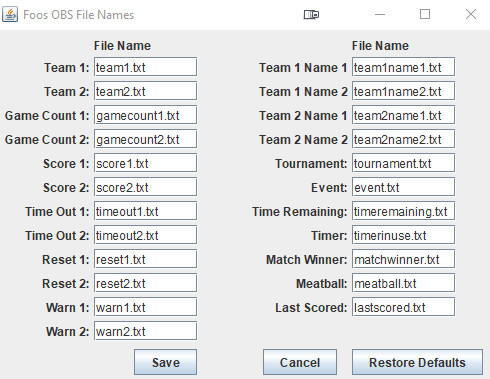 Foos OBS File Names
File Name File Name
Team 1: team1.txt Team 1 Name 1 team1name1.txt
Team 2: team2.txt Team 1 Name 2 team1name2.txt
Game Count 1: gamecount1.txt Team 2 Name 1 team2name1.txt
Game Count 2: gamecount2.txt Team 2 Name 2 team2name2.txt
Score 1: score1.txt Tournament: tournament.txt
Score 2: score2.txt Event: event.txt
Time Out 1: timeout1.txt Time Remaining: timeremaining.txt
Time Out 2: timeout2.txt Timer: timerinuse.txt
Reset 1: reset1.txt Match Winner: matchwinner.txt
Reset 2: reset2.txt Meatball: meatball.txt
Warn 1: warn1.txt Last Scored: lastscored.txt
Warn 2: warn2.txt
Save Cancel Restore Defaults